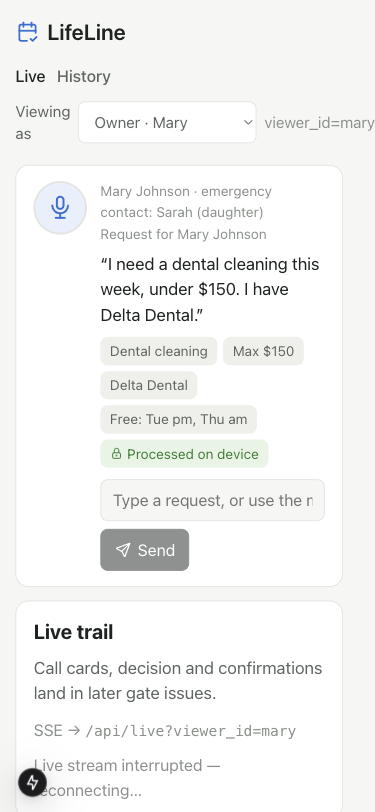 LifeLine
Live History
Viewing as
Owner · Mary
viewer_id=mary
Mary Johnson · emergency
contact: Sarah (daughter)
Request for Mary Johnson
“I need a dental cleaning this
week, under $150. I have
Delta Dental.”
Dental cleaning Max $150
Delta Dental
Free: Tue pm, Thu am
Processed on device
Type a request, or use the
Send
Live trail
Call cards, decision and confirmations
land in later gate issues.
SSE → /api/live?viewer_id=mary
Live stream interrupted —
econnecting...